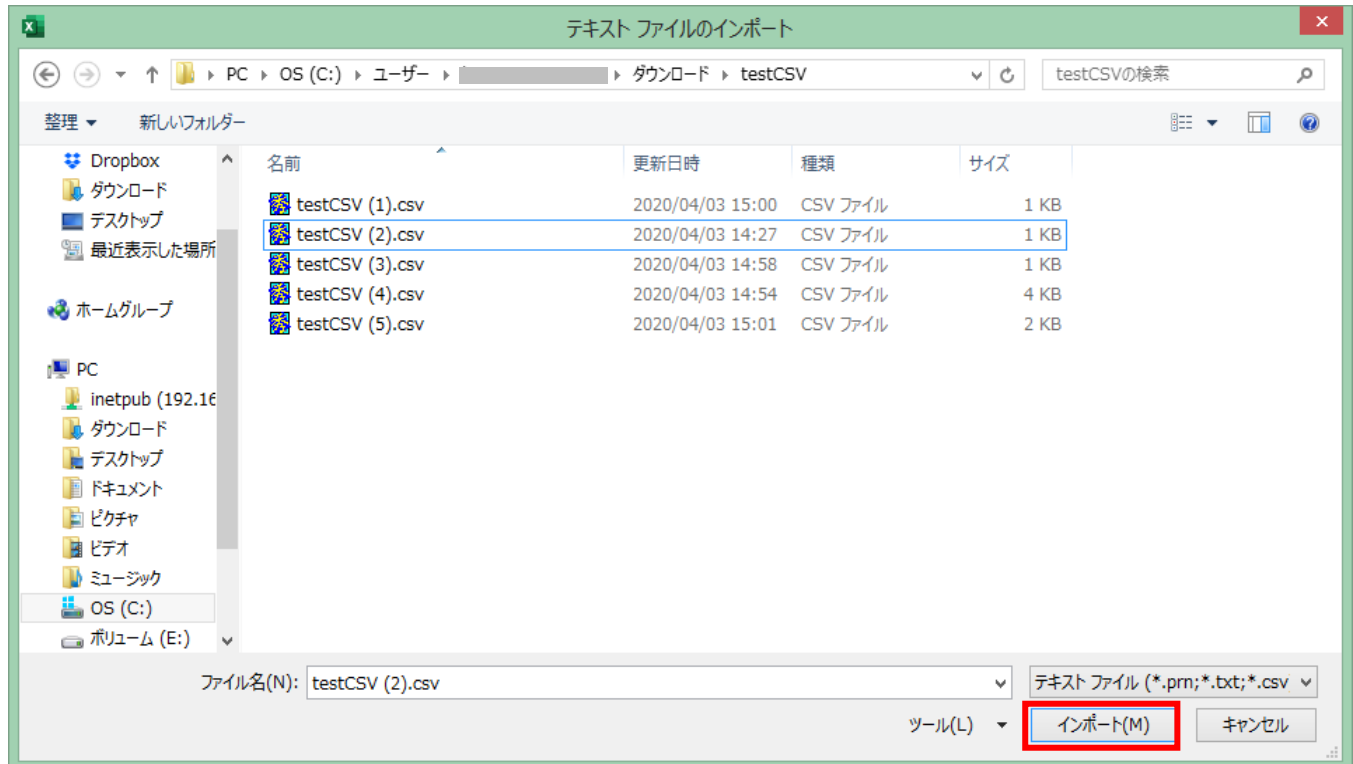 テキスト ファイルのインポート
PC OS (C:) ユーザー ダウンロード testCSV testCSVの検索
整理 新しいフォルダー
Dropbox
ダウンロード
デスクトップ
最近表示した場所
ホームグループ
PC
inetpub (192.16
ダウンロード
デスクトップ
ドキュメント
ピクチャ
ビデオ
ミュージック
OS (C:)
ボリューム (E:)
名前 更新日時 種類 サイズ
testCSV (1).csv 2020/04/03 15:00 CSV ファイル 1 KB
testCSV (2).csv 2020/04/03 14:27 CSV ファイル 1 KB
testCSV (3).csv 2020/04/03 14:58 CSV ファイル 1 KB
testCSV (4).csv 2020/04/03 14:54 CSV ファイル 4 KB
testCSV (5).csv 2020/04/03 15:01 CSV ファイル 2 KB
ファイル名(N): testCSV (2).csv テキスト ファイル (*.prn;*.txt;*.csv
ツール(L) インポート(M) キャンセル